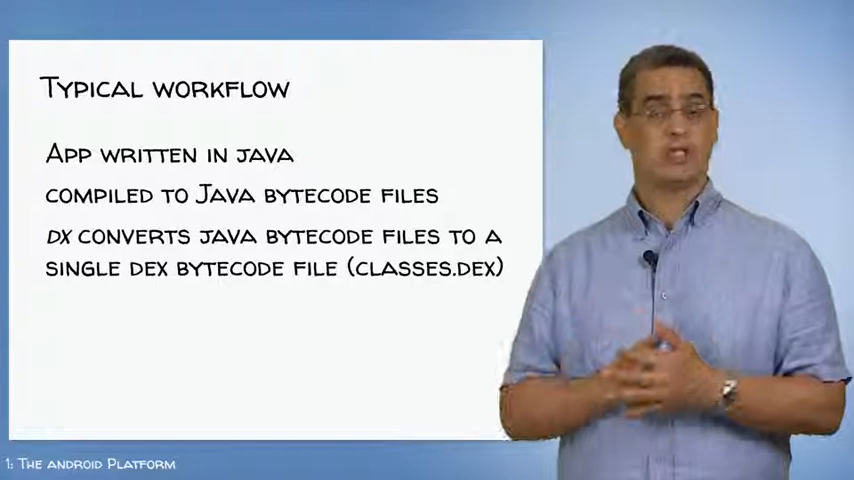 Typical workflow
App written in java
compiled to Java bytecode files
dx converts java bytecode files to a
single dex bytecode file (classes.dex)
1: The android Platform